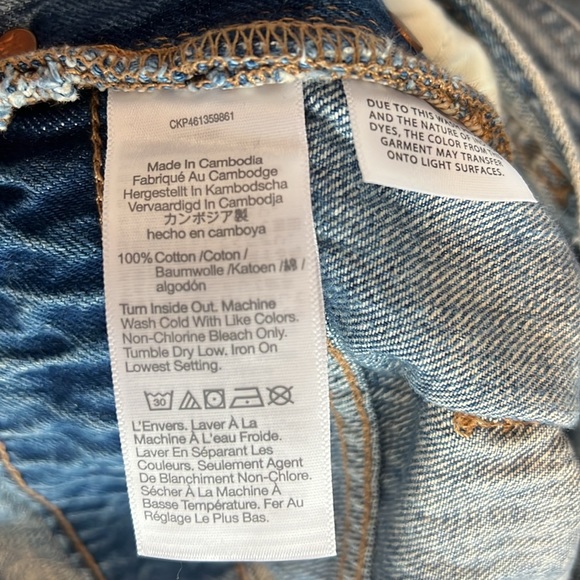 CKP461359861
Made In Cambodia
Fabriqué Au Cambodge
Hergestellt In Kambodscha
Vervaardigd In Cambodja
カンボジア製
hecho en camboya
100% Cotton /Coton /
Baumwolle /Katoen /綿 /
algodón
Turn Inside Out. Machine
Wash Cold With Like Colors.
Non-Chlorine Bleach Only.
Tumble Dry Low. Iron On
Lowest Setting.
30
L'Envers. Laver À La
Machine À L'eau Froide.
Laver En Séparant Les
Couleurs. Seulement Agent
De Blanchiment Non-Chlore.
Sécher À La Machine À
Basse Temp. Fer Au
Réglage Le Plus Bas.
DUE TO THIS
AND THE NATURE OF
DYES, THE COLOR FROM
GARMENT MAY TRANSFER
ONTO LIGHT SURFACES.